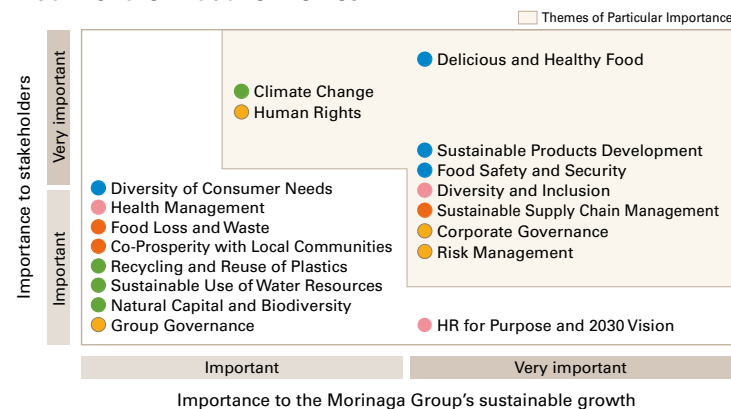 Themes of Particular Importance
Delicious and Healthy Food
Climate Change
Human Rights
Sustainable Products Development
Food Safety and Security
Diversity and Inclusion
Sustainable Supply Chain Management
Corporate Governance
Risk Management
Diversity of Consumer Needs
Health Management
Food Loss and Waste
Co-Prosperity with Local Communities
Recycling and Reuse of Plastics
Sustainable Use of Water Resources
Natural Capital and Biodiversity
Group Governance
HR for Purpose and 2030 Vision
Importance to stakeholders
Very important
Important
Important
Very important
Importance to the Morinaga Group's sustainable growth